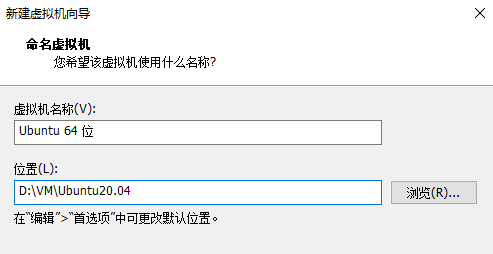 新建虚拟机向导
命名虚拟机
您希望该虚拟机使用什么名称?
虚拟机名称(V):
Ubuntu 64 位
位置(L):
D:\VM\Ubuntu20.04
浏览(R)...
在“编辑”>“首选项”中可更改默认位置。